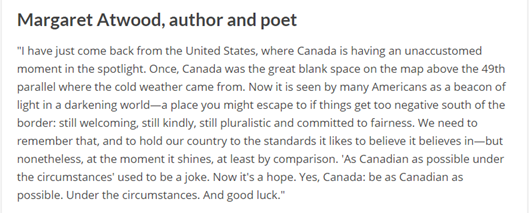 Margaret Atwood, author and poet
"I have just come back from the United States, where Canada is having an unaccustomed
moment in the spotlight. Once, Canada was the great blank space on the map above the 49th
parallel where the cold weather came from. Now it is seen by many Americans as a beacon of
light in a darkening world—a place you might escape to if things get too negative south of the
border: still welcoming, still kindly, still pluralistic and committed to fairness. We need to
remember that, and to hold our country to the standards it likes to believe it believes in—but
nonetheless, at the moment it shines, at least by comparison. 'As Canadian as possible under
the circumstances' used to be a joke. Now it's a hope. Yes, Canada: be as Canadian as
possible. Under the circumstances. And good luck."